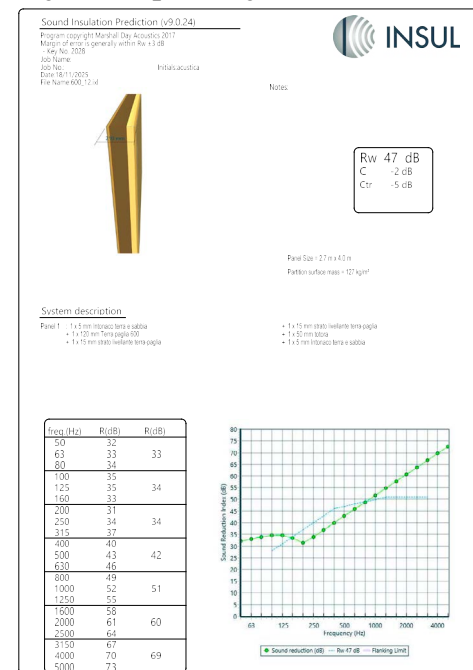 Sound Insulation Prediction (v9.0.24)
Program copyright Marshall Day Acoustics 2017
Margin of error is generally within Rw ±3 dB
- Key No. 2028
Job Name:
Job No.: Initials:acustica
Date:18/11/2025
File Name:600_12.ixl
INSUL
Notes:
Rw 47 dB
C -2 dB
Ctr -5 dB
Panel Size = 2.7 m x 4.0 m
Partition surface mass = 127 kg/m²
System description
Panel 1 : 1 x 5 mm Intonaco terra e sabbia
+ 1 x 120 mm Terra paglia 600
+ 1 x 15 mm strato livellante terra-paglia
+ 1 x 15 mm strato livellante terra-paglia
+ 1 x 50 mm totora
+ 1 x 5 mm Intonaco terra e sabbia
freq.(Hz) R(dB) R(dB)
50 32
63 33 33
80 34
100 35
125 35 34
160 33
200 31
250 34 34
315 37
400 40
500 43 42
630 46
800 49
1000 52 51
1250 55
1600 58
2000 61 60
2500 64
3150 67
4000 70 69
5000 73
Sound Reduction Index (dB)
80
75
70
65
60
55
50
45
40
35
30
25
20
15
10
5
0
63 125 250 500 1000 2000 4000
Frequency (Hz)
Sound reduction (dB) Rw 47 dB Flanking Limit